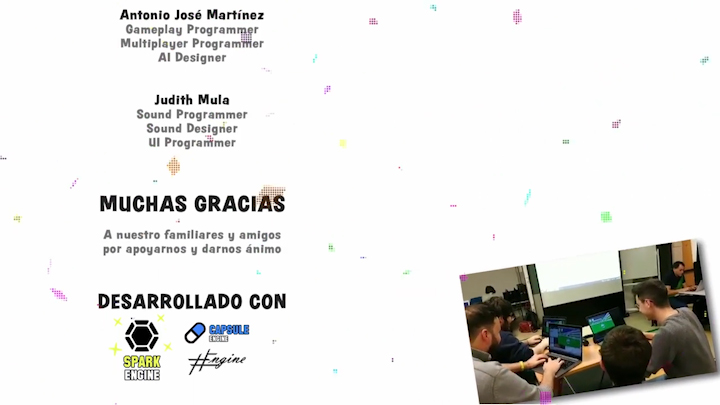 Antonio José Martínez
Gameplay Programmer
Multiplayer Programmer
AI Designer
Judith Mula
Sound Programmer
Sound Designer
UI Programmer
MUCHAS GRACIAS
A nuestro familiares y amigos
por apoyarnos y darnos ánimo
DESARROLLADO CON
SPARK
ENGINE
CAPSULE
ENGINE
#Engine